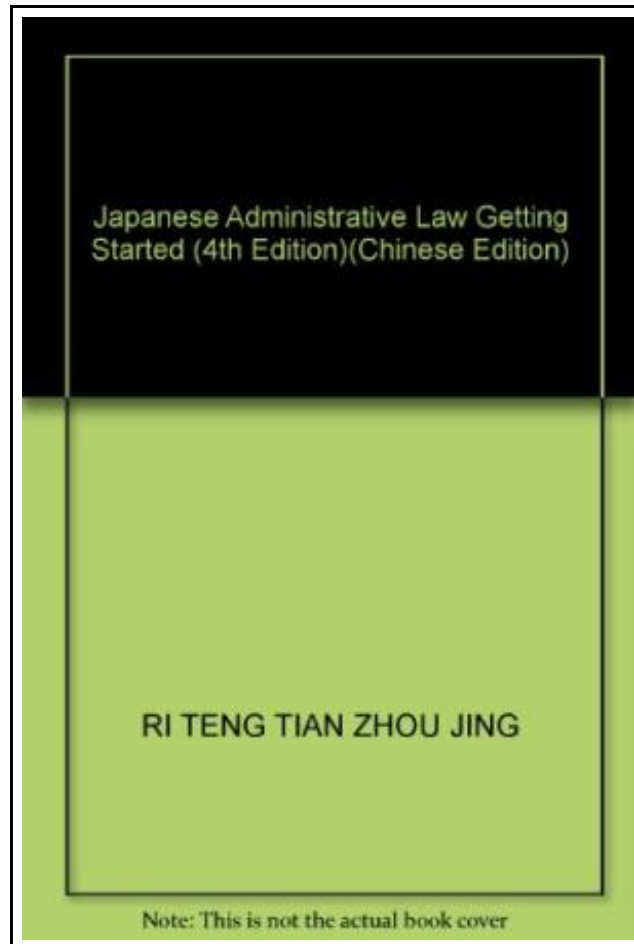 Japanese Administrative Law Getting
Started (4th Edition)(Chinese Edition)
RI TENG TIAN ZHOU JING
Note: This is not the actual book cover